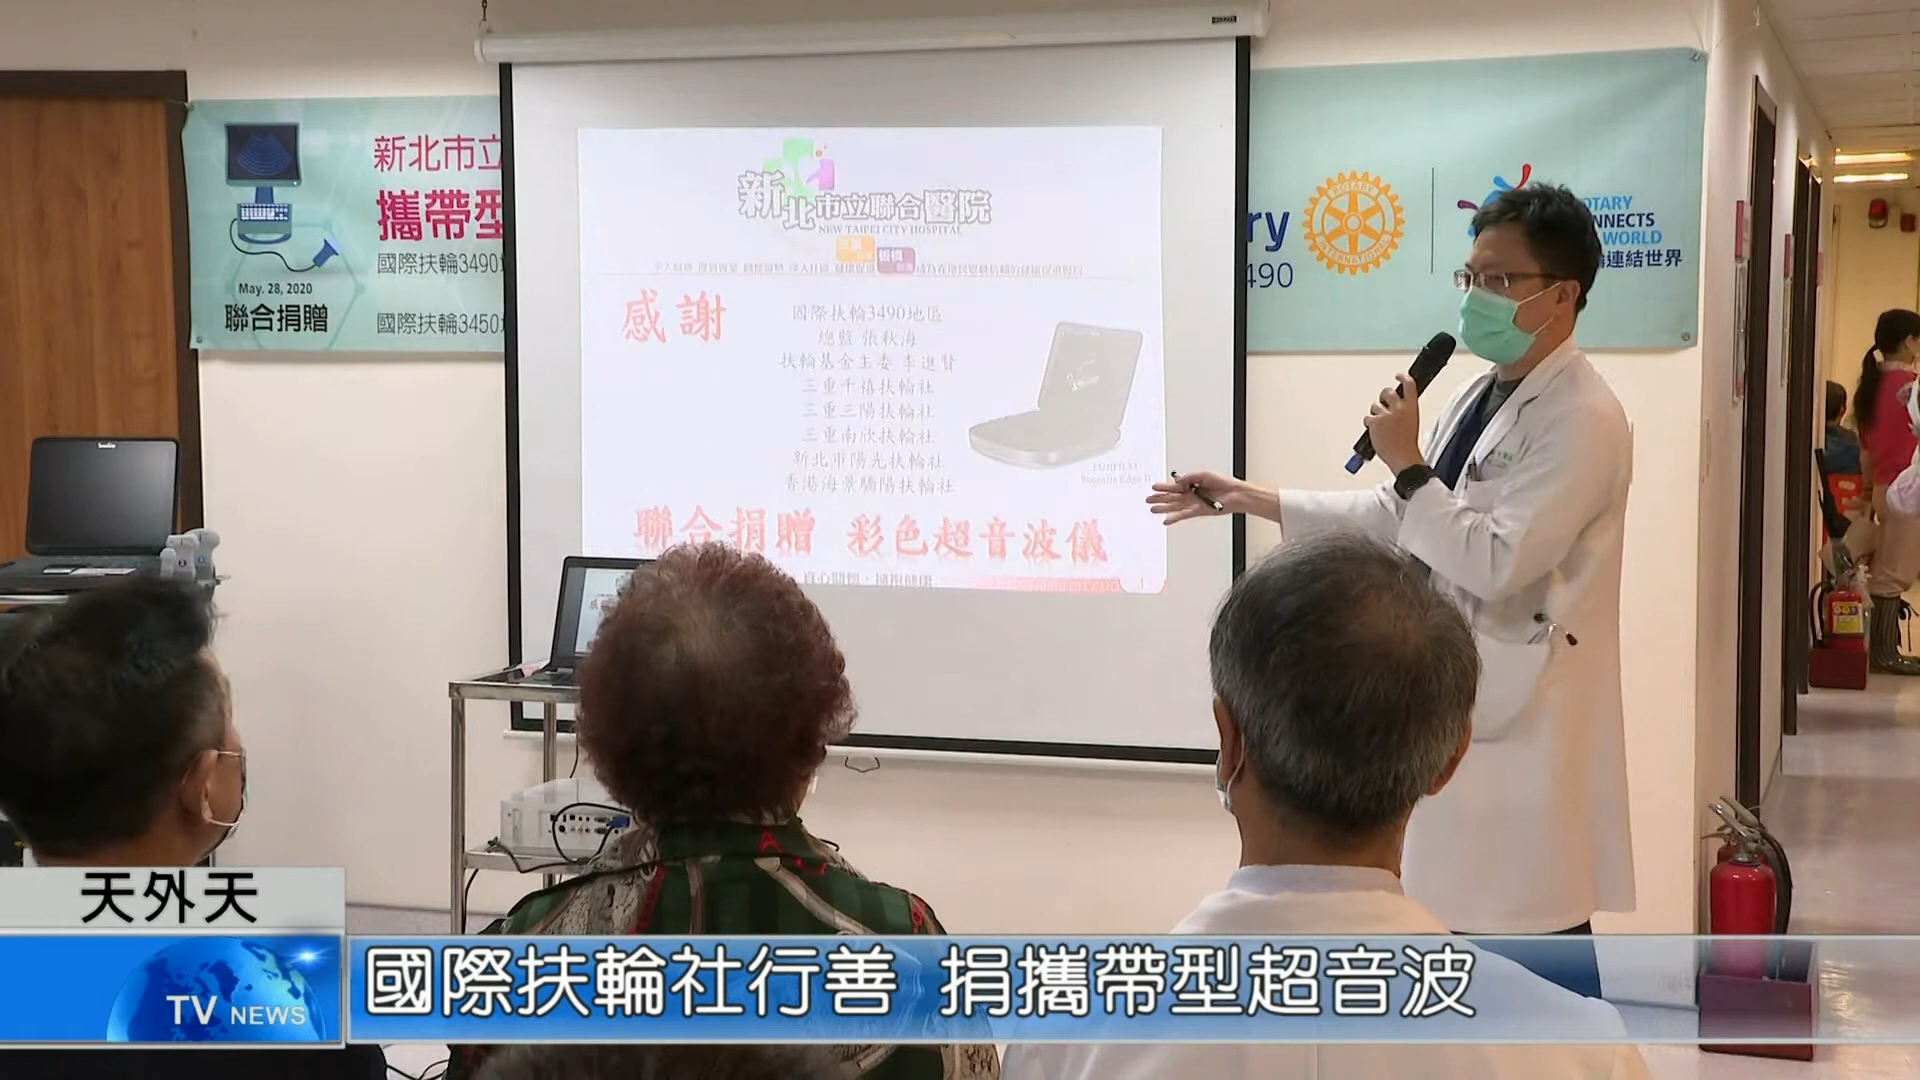 新北市立
攜帶型
國際扶輪3490
國際扶輪3450
May. 28, 2020
聯合捐贈
新北市立聯合醫院
NEW TAIPEI CITY HOSPITAL
板橋
感謝
國際扶輪3490地區
總監 張秋海
扶輪基金主委 李進賢
三重千禧扶輪社
三重三陽扶輪社
三重南欣扶輪社
新北市陽光扶輪社
香港海景驕陽扶輪社
FUJIFILM
聯合捐贈 彩色超音波儀
1
ry
490
ROTARY
INTERNATIONAL
OTARY
NNECTS
WORLD
連結世界
天外天
TV NEWS
國際扶輪社行善 捐攜帶型超音波